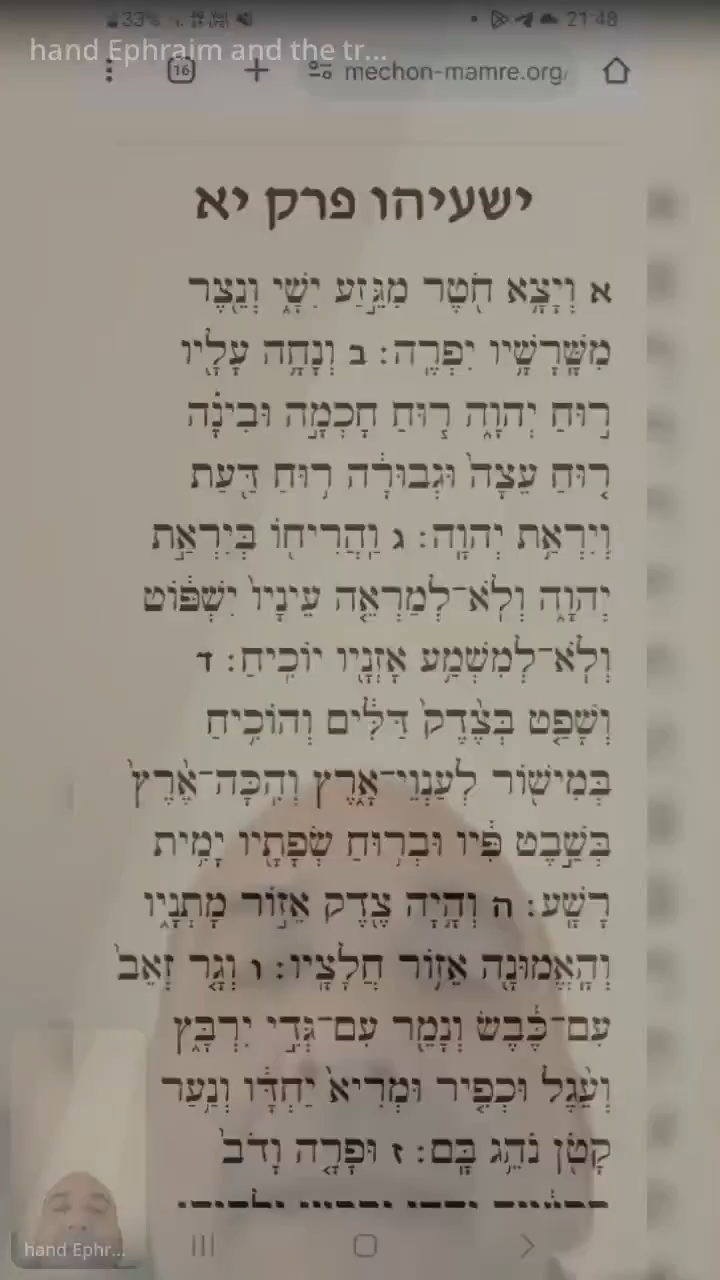 33%
21:48
hand Ephraim and the tr...
16
mechon-mamre.org/
ישעיהו פרק יא
א וְיָצָא חֹטֶר מִגֵּזַע יִשָׁי וְנֵצֶר
מִשָּׁרָשָׁיו יִפְרֶה: ב וְנָחָה עָלָיו
רוּחַ יְהוָה רוּחַ חָכְמָה וּבִינָה
רוּחַ עֵצָה וּגְבוּרָה רוּחַ דַּעַת
וְיִרְאַת יְהוָה: ג וַהֲרִיחוֹ בְּיִרְאַת
יְהוָה וְלֹא־לְמַרְאֵה עֵינָיו יִשְׁפּוֹט
וְלֹא־לְמִשְׁמַע אָזְנָיו יוֹכִיחַ: ד
וְשָׁפַט בְּצֶדֶק דַּלִּים וְהוֹכִיחַ
בְּמִישׁוֹר לְעַנְוֵי־אָרֶץ וְהִכָּה־אֶרֶץ
בְּשֵׁבֶט פִּיו וּבְרוּחַ שְׂפָתָיו יָמִית
רָשָׁע: ה וְהָיָה צֶדֶק אֵזוֹר מָתְנָיו
וְהָאֱמוּנָה אֵזוֹר חֲלָצָיו: ו וְגָר זְאֵב
עִם־כֶּבֶשׂ וְנָמֵר עִם־גְּדִי יִרְבָּץ
וְעֵגֶל וּכְפִיר וּמְרִיא יַחְדָּו וְנַעַר
קָטֹן נֹהֵג בָּם: ז וּפָרָה וָדֹב
hand Ephr...